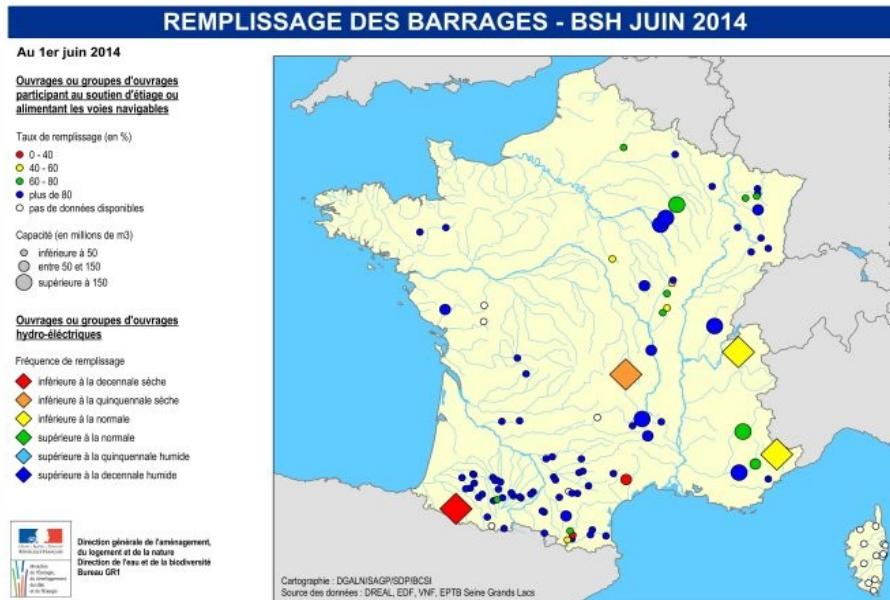 REMPLISSAGE DES BARRAGES - BSH JUIN 2014
Au 1er juin 2014
Ouvrages ou groupes d'ouvrages
participant au soutien d'étiage ou
alimentant les voies navigables
Taux de remplissage (en %)
0 - 40
40 - 60
60 - 80
plus de 80
pas de données disponibles
Capacité (en millions de m3)
inférieure à 50
entre 50 et 150
supérieure à 150
Ouvrages ou groupes d'ouvrages
hydro-éléctriques
Fréquence de remplissage
inférieure à la decennale sèche
inférieure à la quinquennale sèche
inférieure à la normale
supérieure à la normale
supérieure à la quinquennale humide
supérieure à la decennale humide
Direction générale de l'aménagement,
du logement et de la nature
Direction de l'eau et de la biodiversité
Bureau GR1
Cartographie : DGALN/SAGP/SDP/BCSI
Source des données : DREAL, EDF, VNF, EPTB Seine Grands Lacs